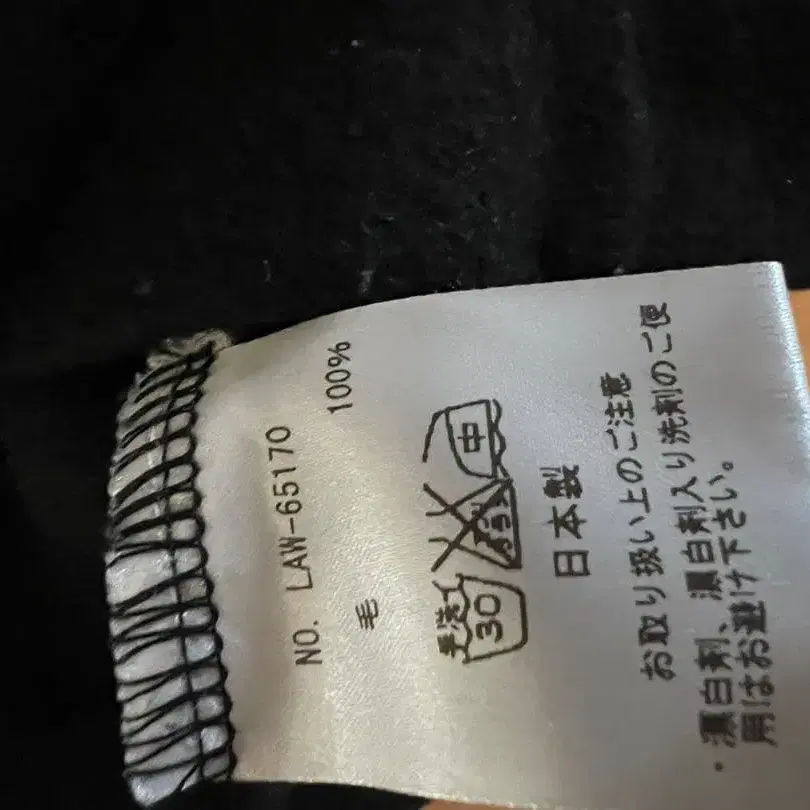 NO. LAW-65170
毛 100%
手洗 30 中
日本製
お取り扱い上のご注意
・漂白剤、漂白剤入り洗剤のご使
用はお避け下さい。